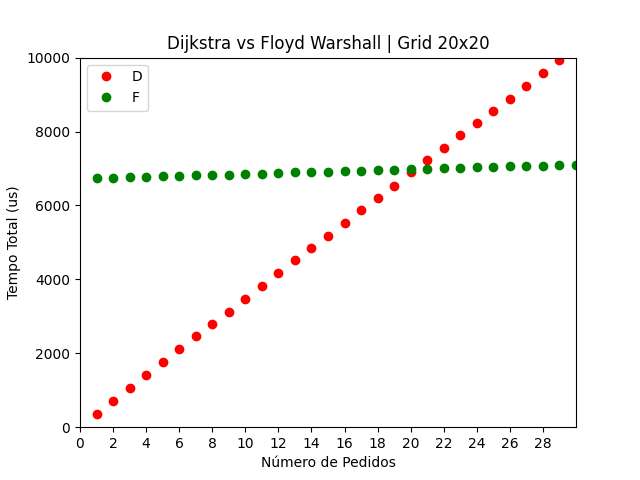 Dijkstra vs Floyd Warshall | Grid 20x20
D
F
10000
8000
6000
4000
2000
0
Tempo Total (us)
0 2 4 6 8 10 12 14 16 18 20 22 24 26 28
Número de Pedidos